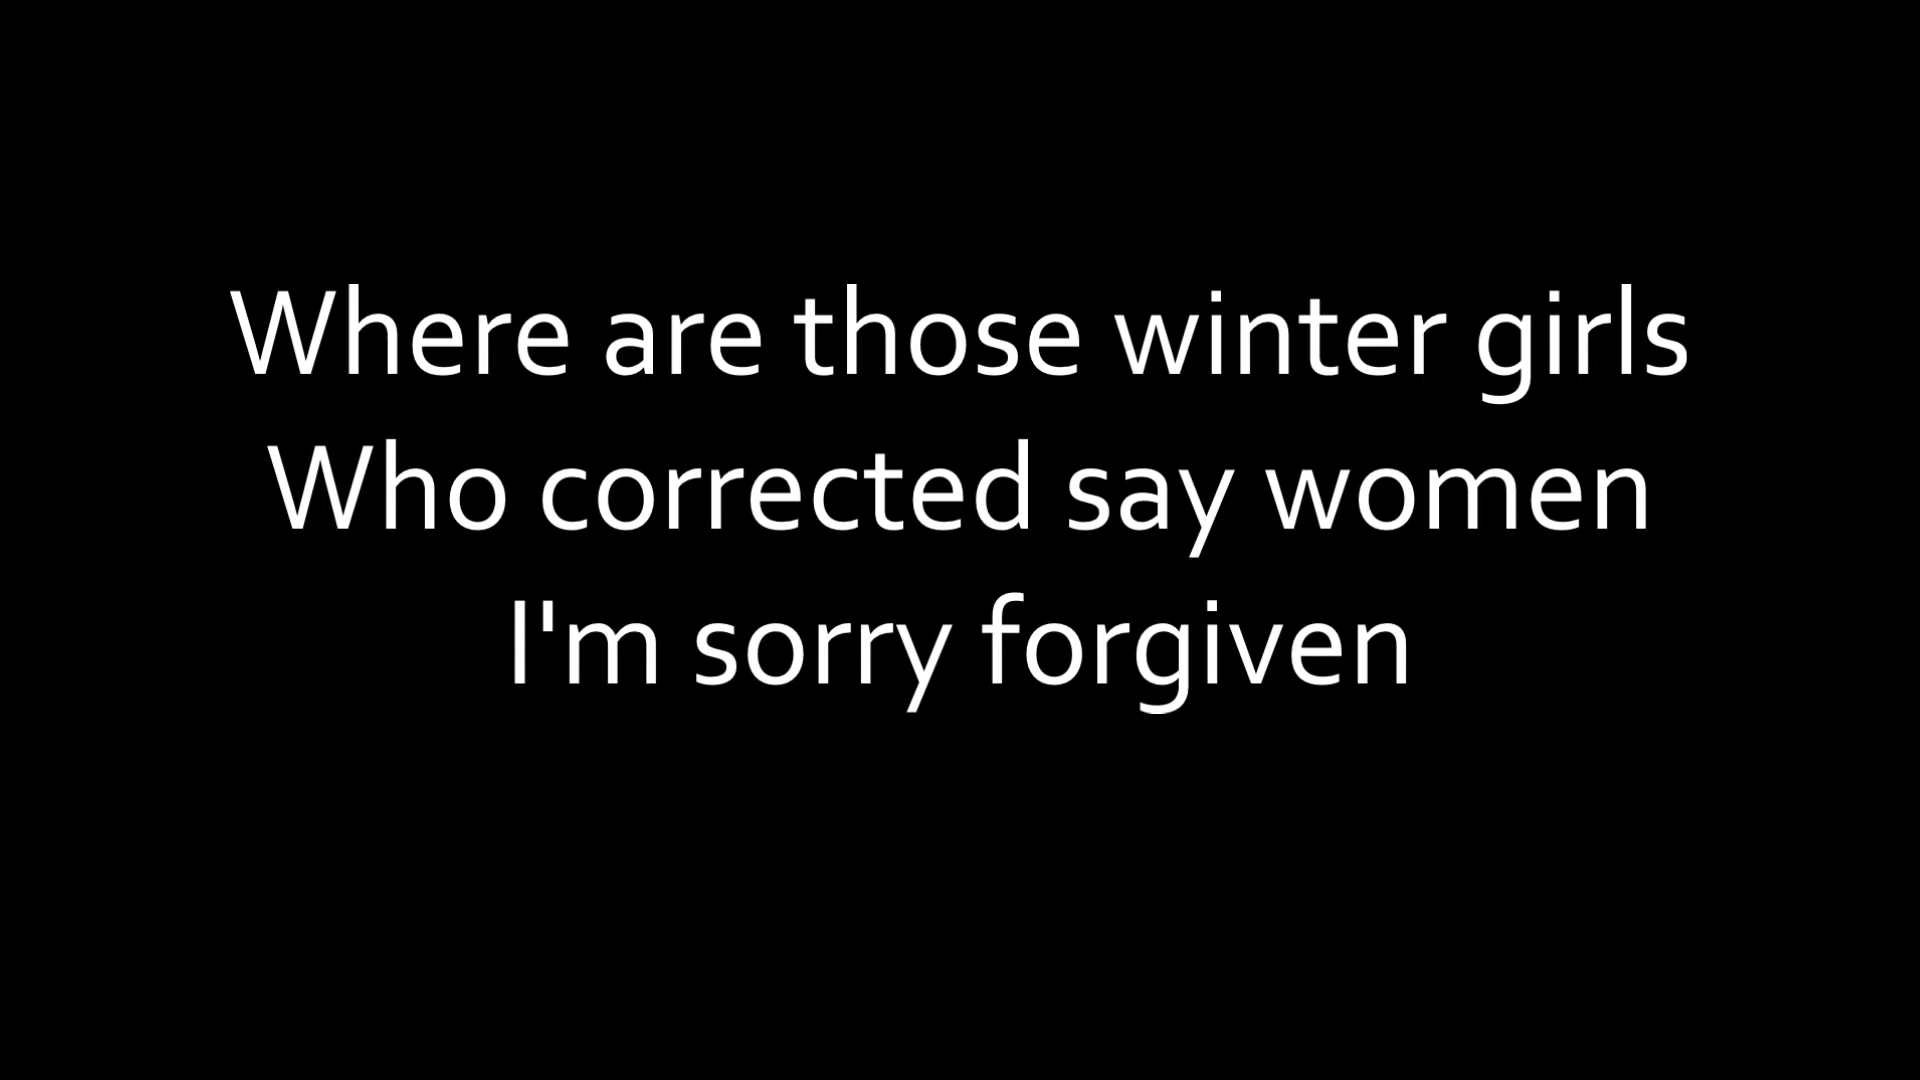 Where are those winter girls
Who corrected say women
I'm sorry forgiven